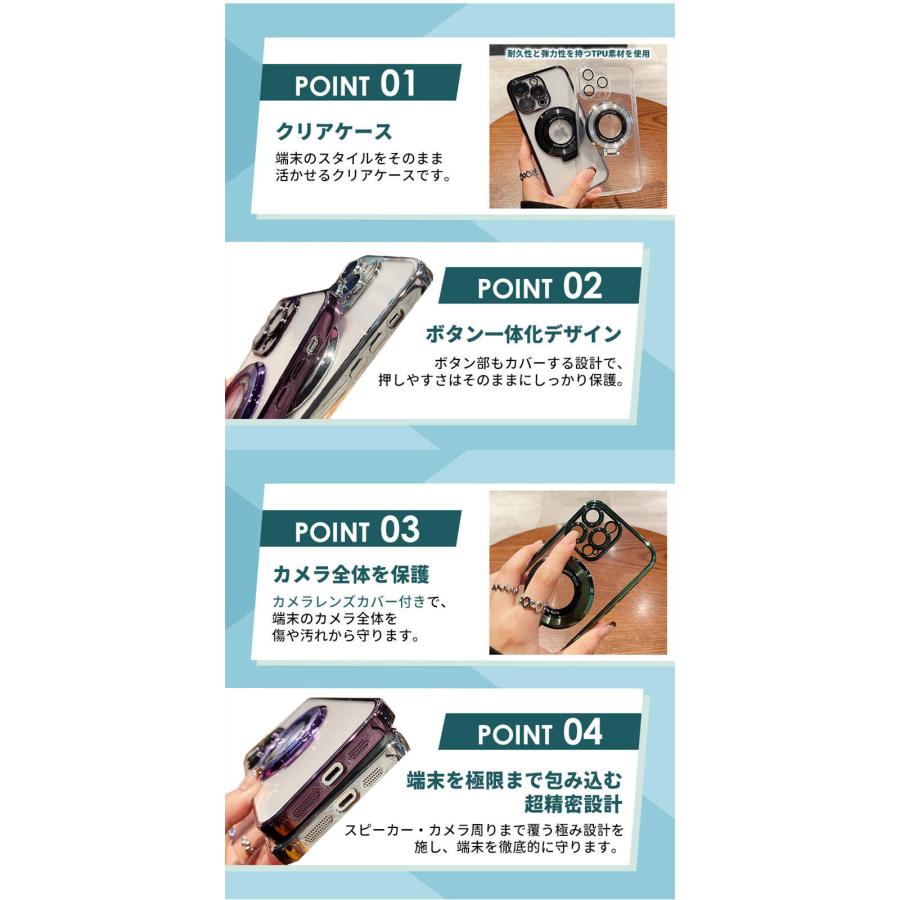 POINT 01
耐久性と弾力性を持つTPU素材を使用
クリアケース
端末のスタイルをそのまま
活かせるクリアケースです。
POINT 02
ボタン一体化デザイン
ボタン部もカバーする設計で、
押しやすさはそのままにしっかり保護。
POINT 03
カメラ全体を保護
カメラレンズカバー付きで、
端末のカメラ全体を
傷や汚れから守ります。
POINT 04
端末を極限まで包み込む
超精密設計
スピーカー・カメラ周りまで覆う極み設計を
施し、端末を徹底的に守ります。